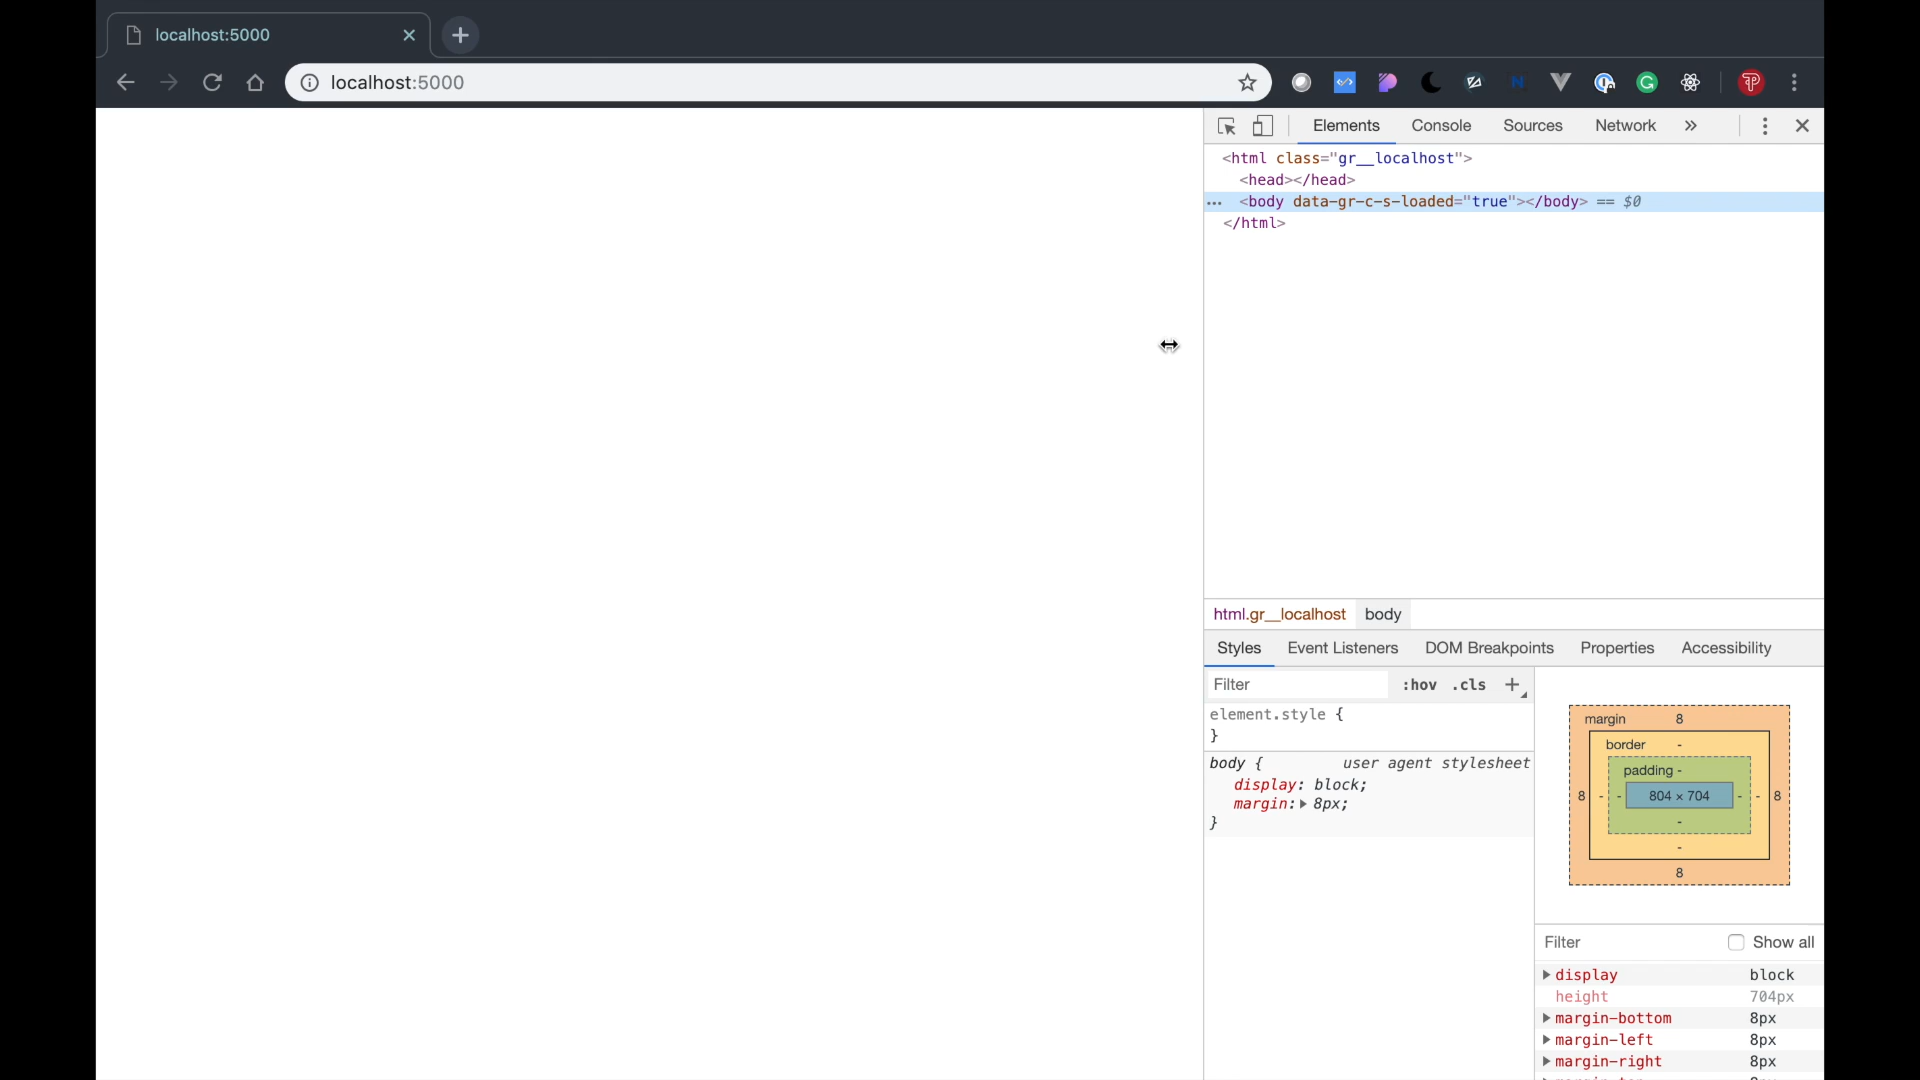 localhost:5000
localhost:5000
Elements Console Sources Network »
<html class="gr__localhost">
<head></head>
… <body data-gr-c-s-loaded="true"></body> == $0
</html>
html.gr__localhost body
Styles Event Listeners DOM Breakpoints Properties Accessibility
Filter :hov .cls +
element.style {
}
body { user agent stylesheet
display: block;
margin: 8px;
}
margin 8
border -
padding -
8 - - 804 × 704 - - 8
-
-
8
Filter Show all
display block
height 704px
margin-bottom 8px
margin-left 8px
margin-right 8px